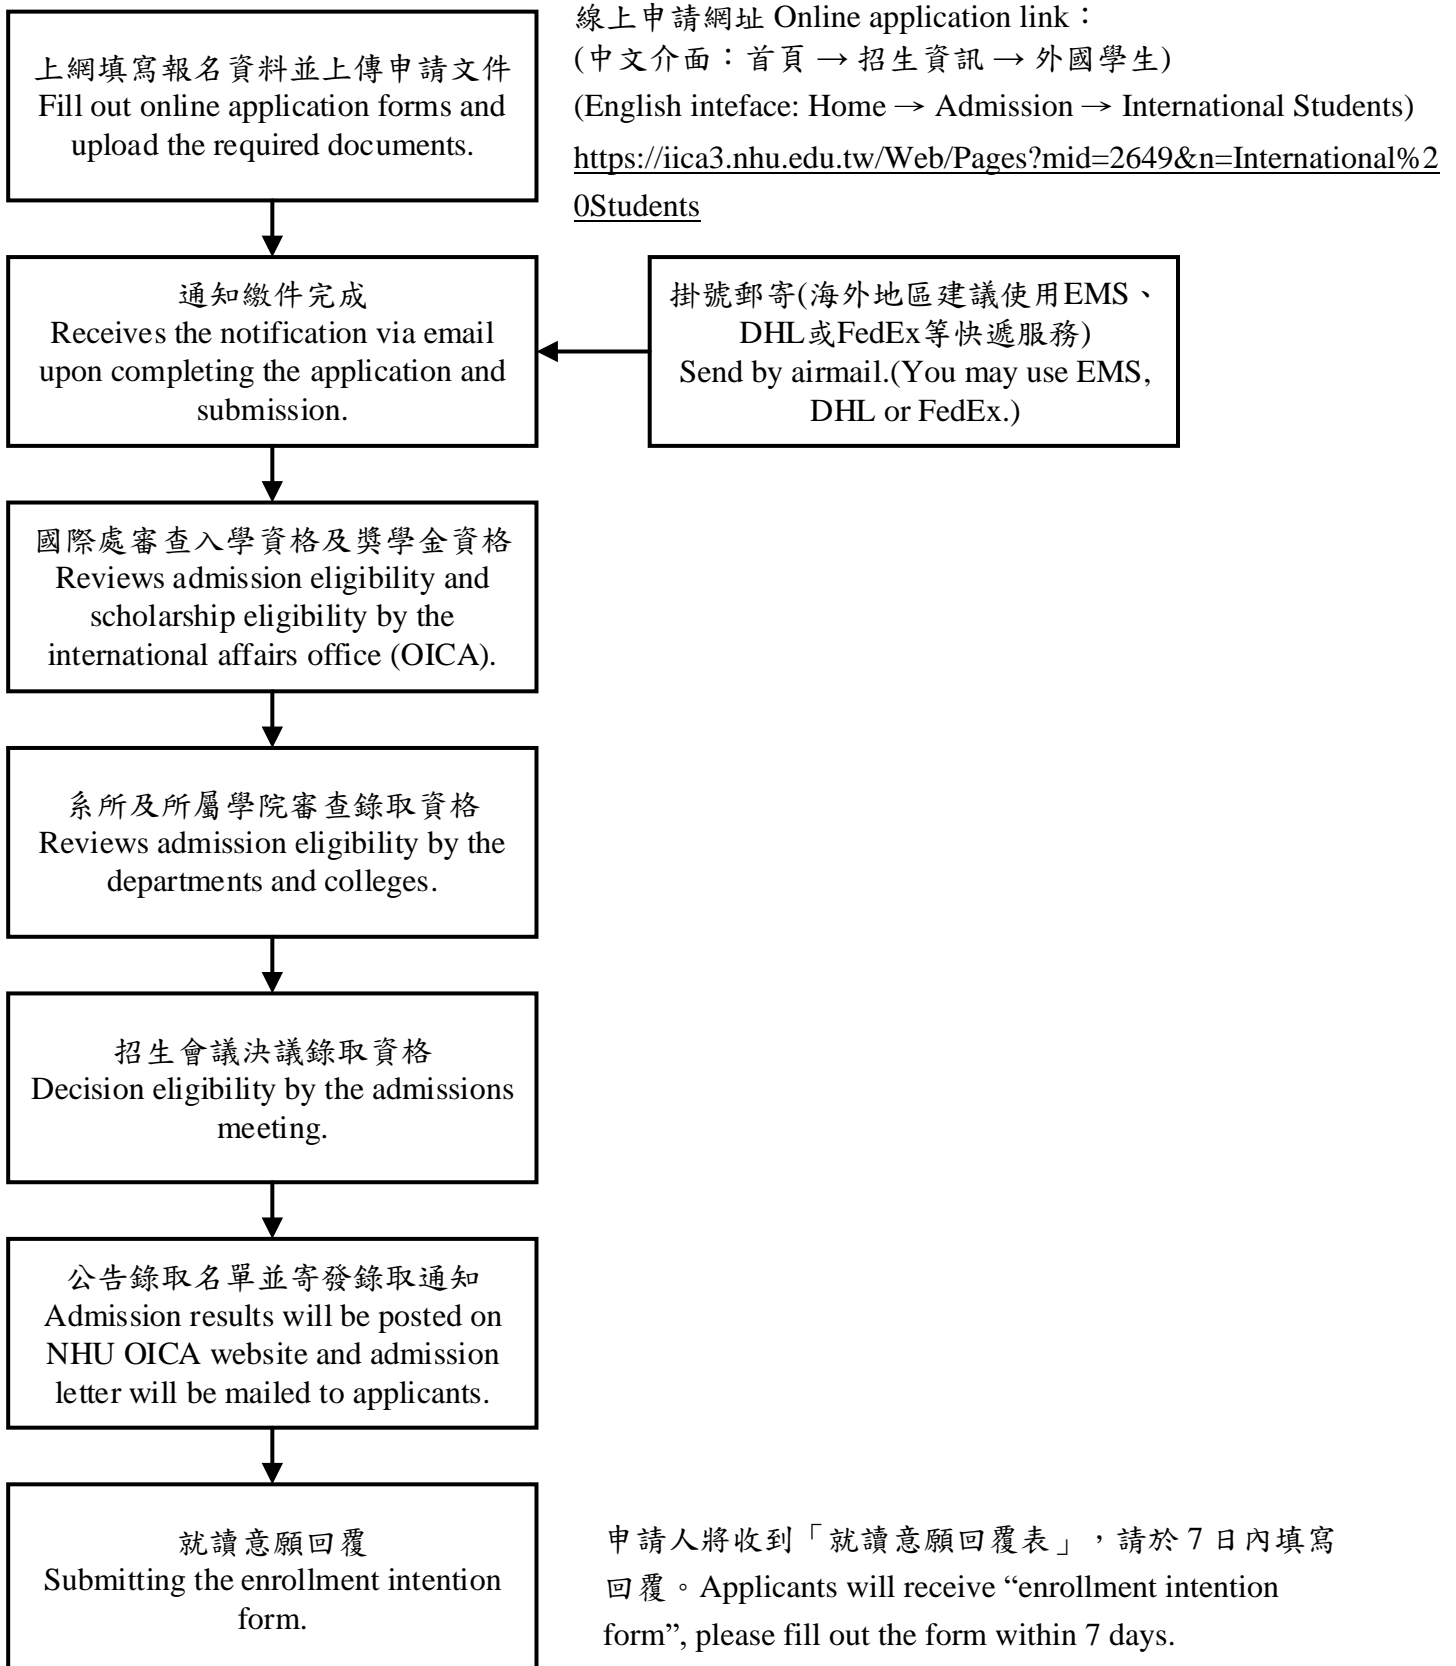 上網填寫報名資料並上傳申請文件
Fill out online application forms and
upload the required documents.
線上申請網址 Online application link：
(中文介面：首頁 → 招生資訊 → 外國學生)
(English inteface: Home → Admission → International Students)
https://iica3.nhu.edu.tw/Web/Pages?mid=2649&n=International%2
0Students
通知繳件完成
Receives the notification via email
upon completing the application and
submission.
掛號郵寄(海外地區建議使用EMS、
DHL或FedEx等快遞服務)
Send by airmail.(You may use EMS,
DHL or FedEx.)
國際處審查入學資格及獎學金資格
Reviews admission eligibility and
scholarship eligibility by the
international affairs office (OICA).
系所及所屬學院審查錄取資格
Reviews admission eligibility by the
departments and colleges.
招生會議決議錄取資格
Decision eligibility by the admissions
meeting.
公告錄取名單並寄發錄取通知
Admission results will be posted on
NHU OICA website and admission
letter will be mailed to applicants.
就讀意願回覆
Submitting the enrollment intention
form.
申請人將收到「就讀意願回覆表」，請於 7 日內填寫
回覆。Applicants will receive “enrollment intention
form”, please fill out the form within 7 days.